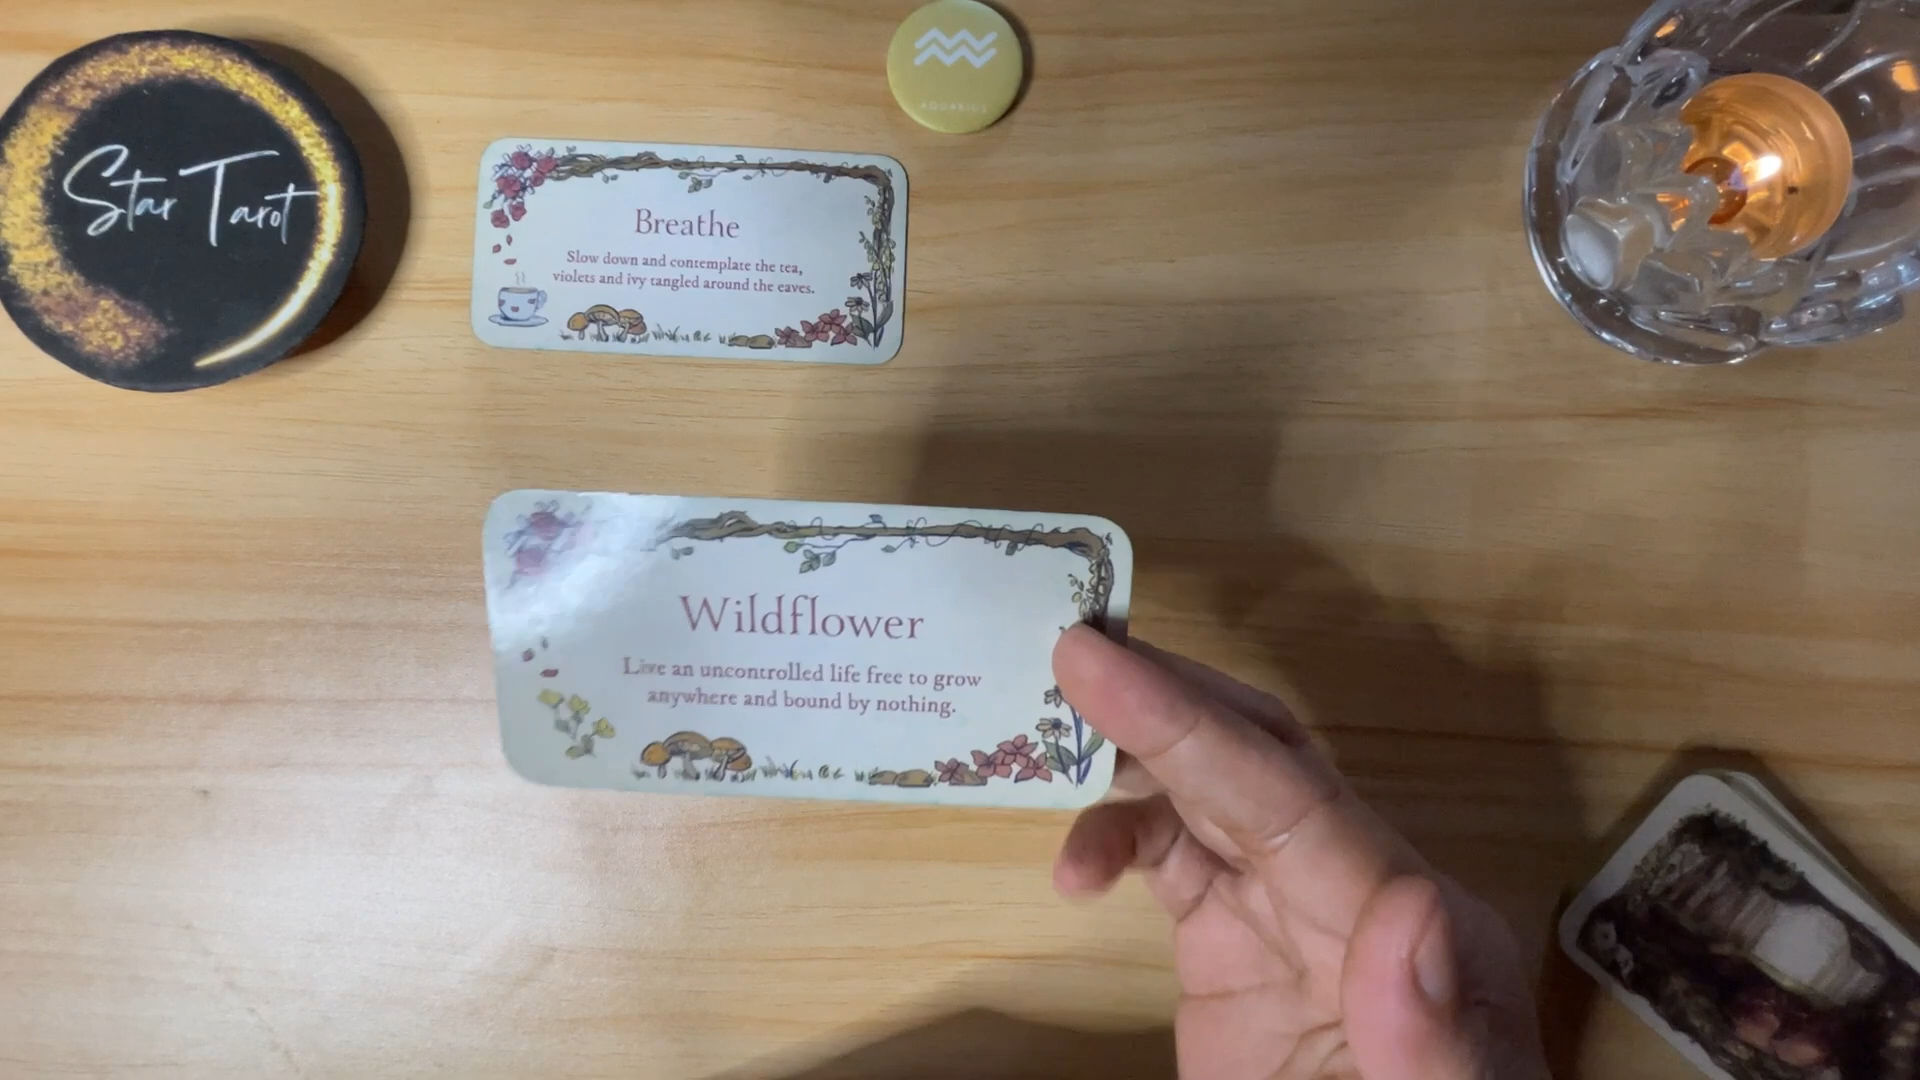 Star Tarot
AQUARIUS
Breathe
Slow down and contemplate the tea,
violets and ivy tangled around the eaves.
Wildflower
Live an uncontrolled life free to grow
anywhere and bound by nothing.